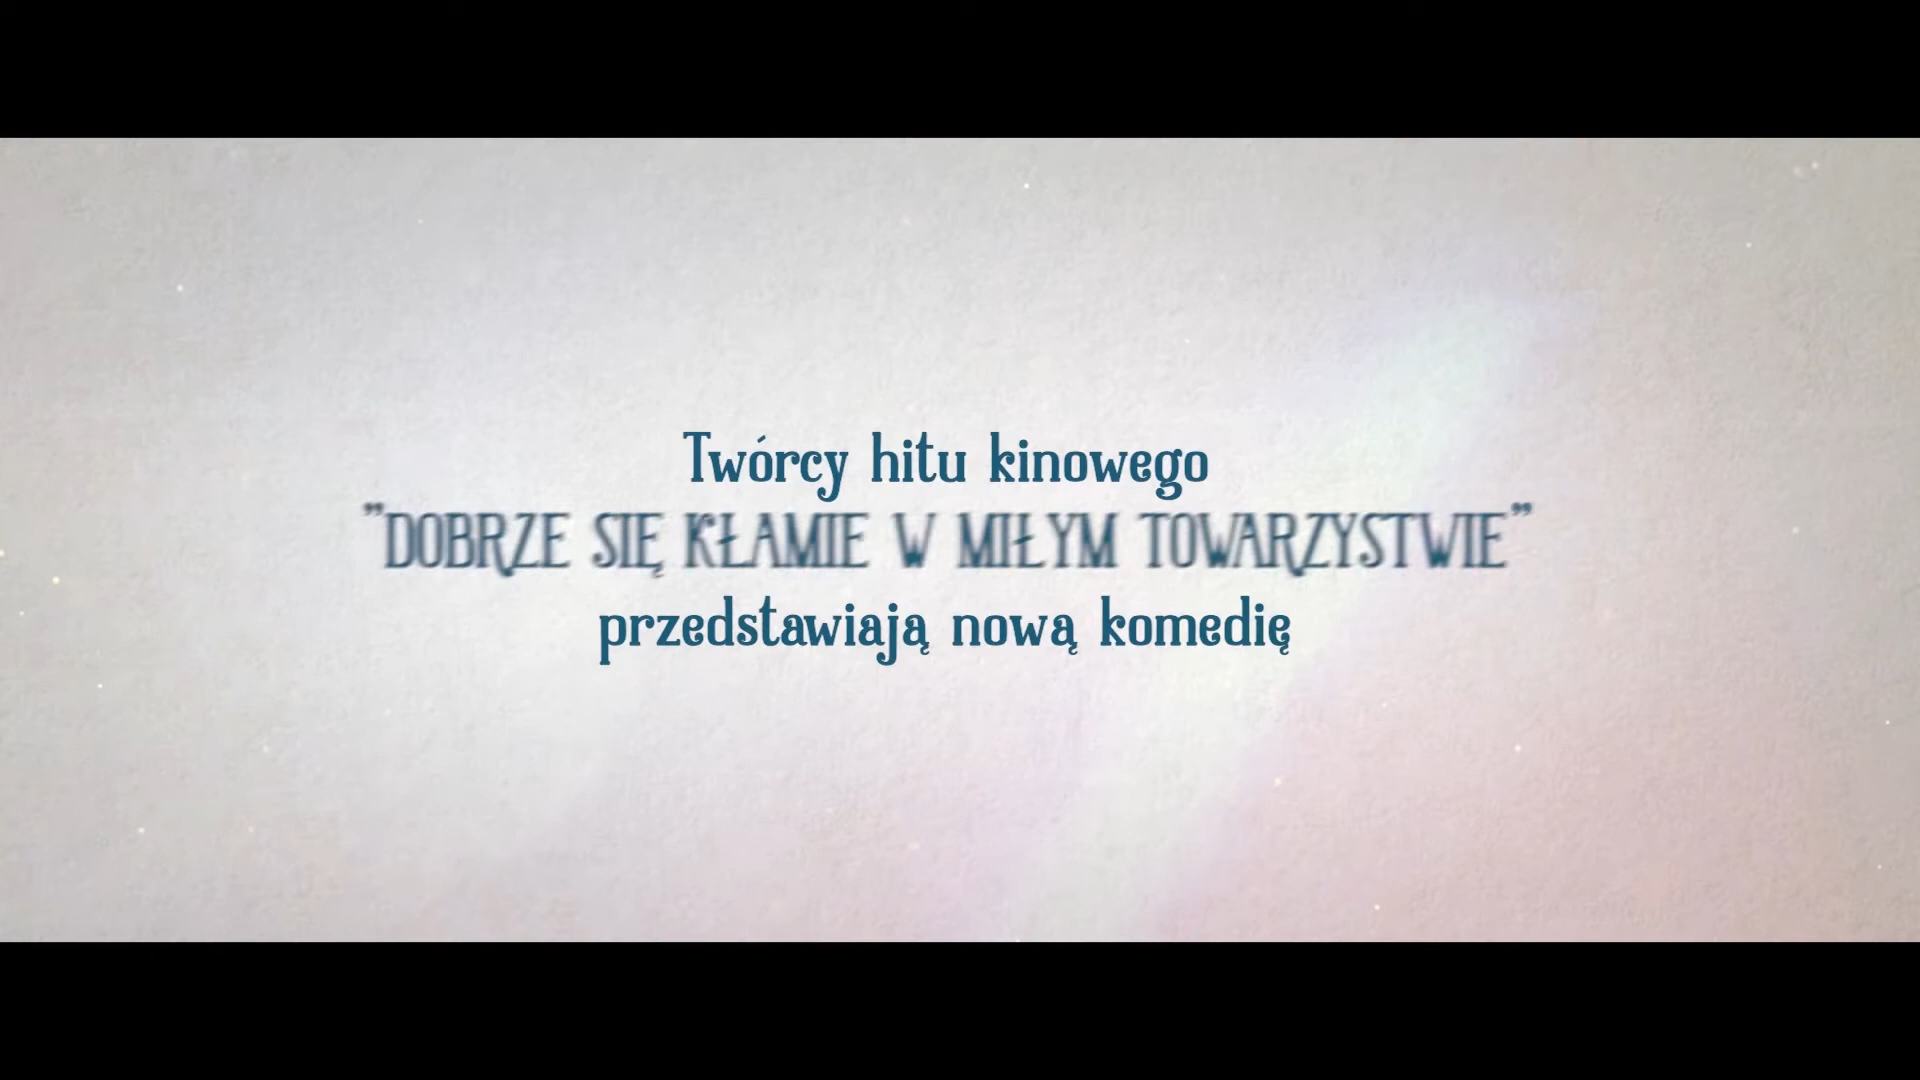 Twórcy hitu kinowego
"DOBRZE SIĘ KŁAMIE W MIŁYM TOWARZYSTWIE"
przedstawiają nową komedię